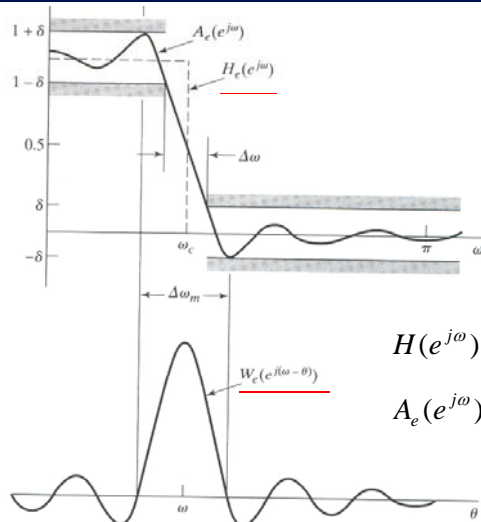 1 + δ
A_e(e^{jω})
H_e(e^{jω})
1 − δ
0.5
Δω
δ
−δ
ω_c
π
ω
Δω_m
H(e^{jω})
W_e(e^{j(ω−θ)})
A_e(e^{jω})
ω
θ